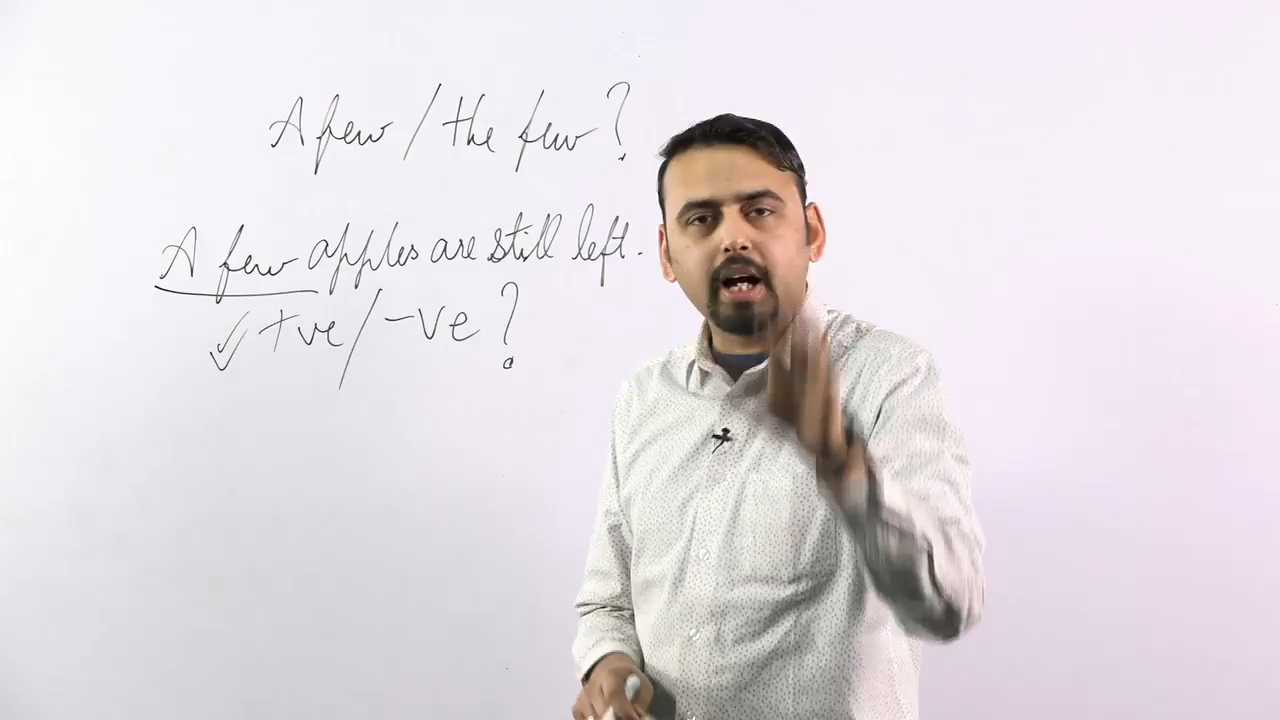 A few / the few ?
A few apples are still left.
✓ +ve / -ve ?